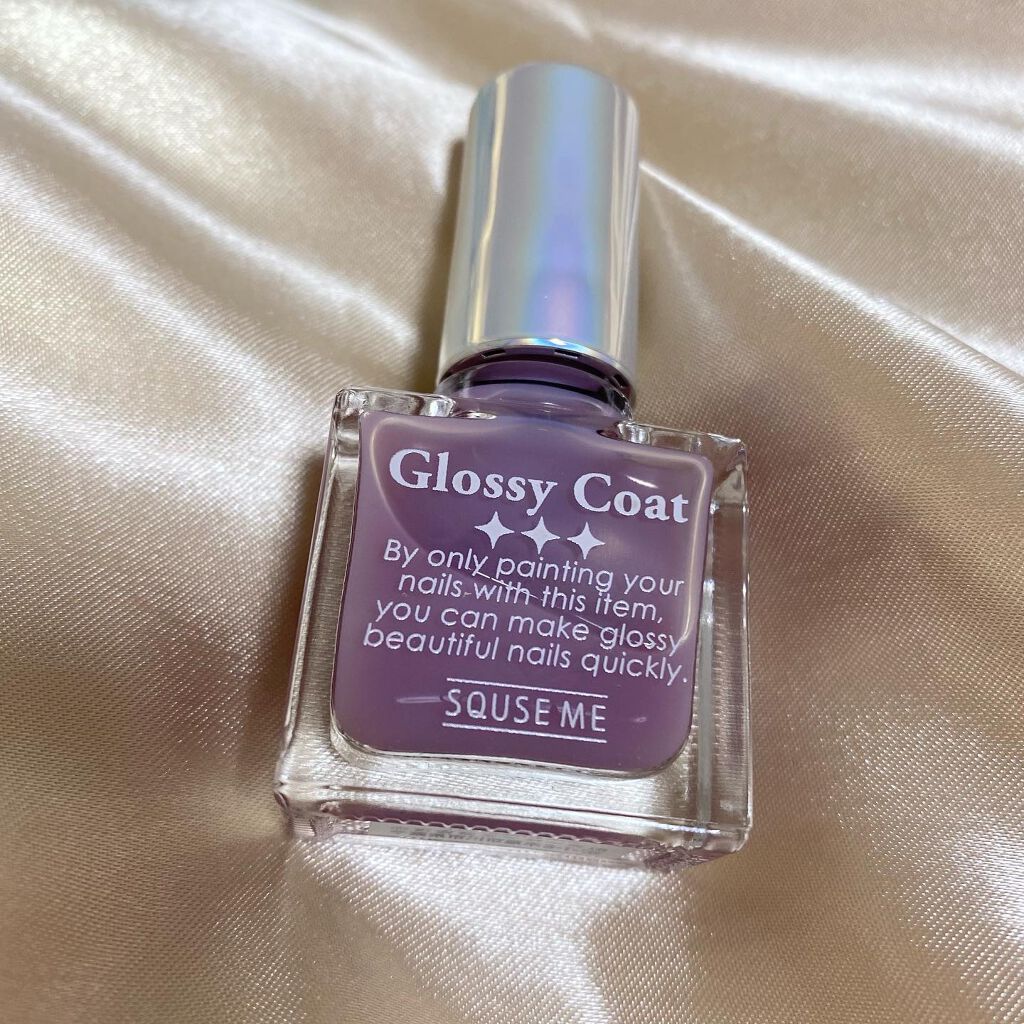 Glossy Coat
By only painting your
nails with this item,
you can make glossy
beautiful nails quickly.
SQUSE ME